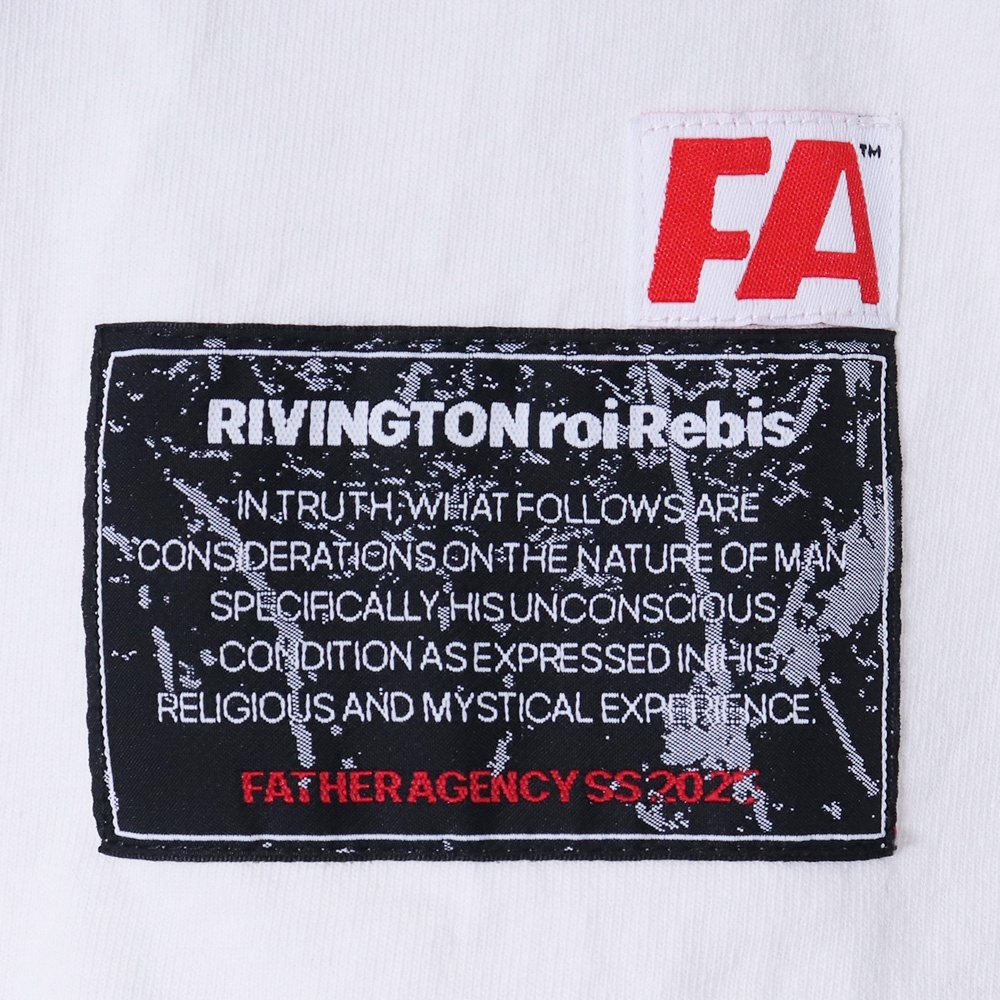 FA™
RIVINGTON roi Rebis
IN TRUTH, WHAT FOLLOWS ARE
CONSIDERATIONS ON THE NATURE OF MAN
SPECIFICALLY, HIS UNCONSCIOUS
CONDITION AS EXPRESSED IN HIS
RELIGIOUS AND MYSTICAL EXPERIENCE.
FATHER AGENCY SS